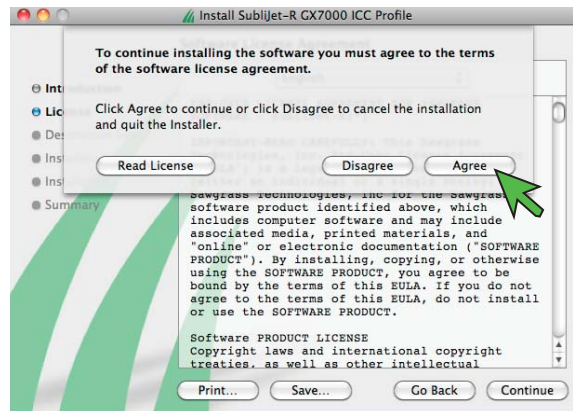 Install SubliJet-R GX7000 ICC Profile
To continue installing the software you must agree to the terms
of the software license agreement.
Click Agree to continue or click Disagree to cancel the installation
and quit the Installer.
Read License
Disagree
Agree
Int
Lic
Des
Inst
Inst
Summary
Sawgrass Technologies, Inc for the Sawgrass
software product identified above, which
includes computer software and may include
associated media, printed materials, and
"online" or electronic documentation ("SOFTWARE
PRODUCT"). By installing, copying, or otherwise
using the SOFTWARE PRODUCT, you agree to be
bound by the terms of this EULA. If you do not
agree to the terms of this EULA, do not install
or use the SOFTWARE PRODUCT.
Software PRODUCT LICENSE
Copyright laws and international copyright
treaties, as well as other intellectual
Print...
Save...
Go Back
Continue